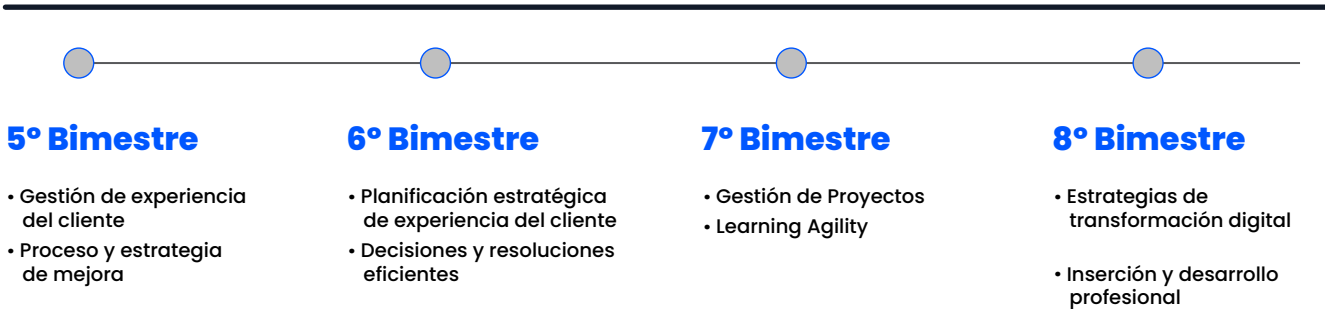 5º Bimestre
• Gestión de experiencia
del cliente
• Proceso y estrategia
de mejora
6º Bimestre
• Planificación estratégica
de experiencia del cliente
• Decisiones y resoluciones
eficientes
7º Bimestre
• Gestión de Proyectos
• Learning Agility
8º Bimestre
• Estrategias de
transformación digital
• Inserción y desarrollo
profesional